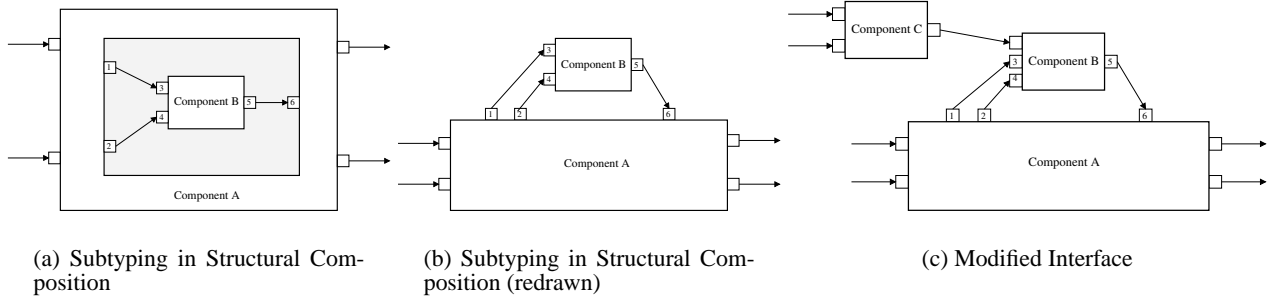 1
3
Component B
5
6
4
2
Component A
(a) Subtyping in Structural Com-
position
3
Component B
5
4
1
2
6
Component A
(b) Subtyping in Structural Com-
position (redrawn)
Component C
3
Component B
5
4
1
2
6
Component A
(c) Modified Interface